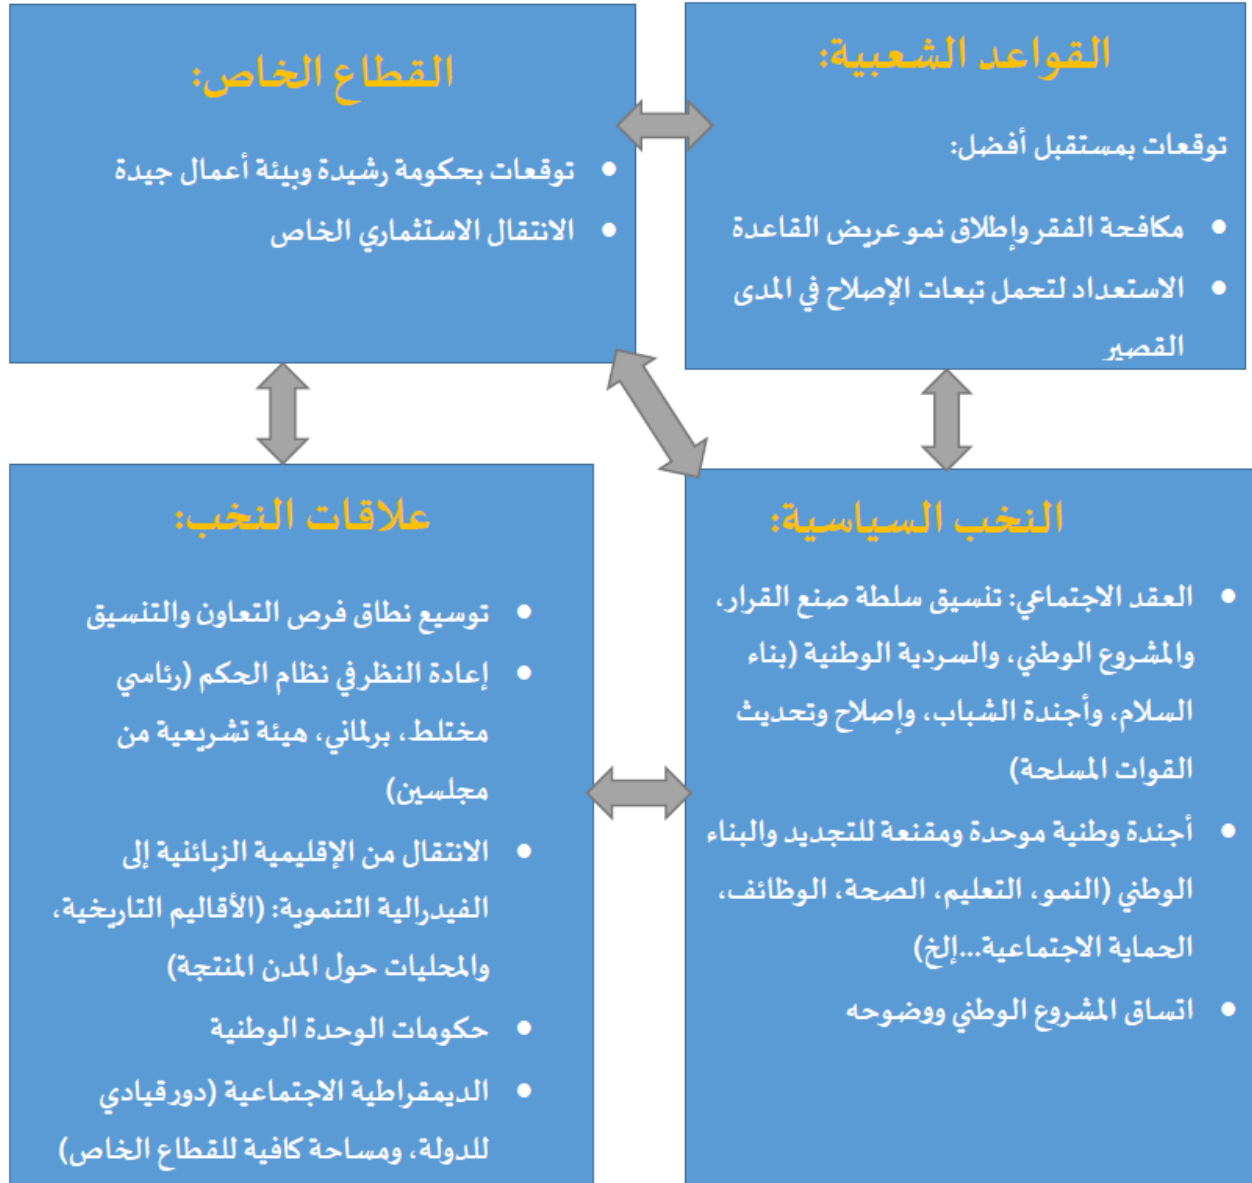 القواعد الشعبية:
توقعات بمستقبل أفضل:
• مكافحة الفقر وإطلاق نمو عريض القاعدة
• الاستعداد لتحمل تبعات الإصلاح في المدى
القصير
القطاع الخاص:
• توقعات بحكومة رشيدة وبيئة أعمال جيدة
• الانتقال الاستثماري الخاص
النخب السياسية:
• العقد الاجتماعي: تنسيق سلطة صنع القرار،
والمشروع الوطني، والسردية الوطنية (بناء
السلام، وأجندة الشباب، وإصلاح وتحديث
القوات المسلحة)
• أجندة وطنية موحدة ومقنعة للتجديد والبناء
الوطني (النمو، التعليم، الصحة، الوظائف،
الحماية الاجتماعية...إلخ)
• اتساق المشروع الوطني ووضوحه
علاقات النخب:
• توسيع نطاق فرص التعاون والتنسيق
• إعادة النظر في نظام الحكم (رئاسي
مختلط، برلماني، هيئة تشريعية من
مجلسين)
• الانتقال من الإقليمية الزبائنية إلى
الفيدرالية التنموية: (الأقاليم التاريخية،
والمحليات حول المدن المنتجة)
• حكومات الوحدة الوطنية
• الديمقراطية الاجتماعية (دور قيادي
للدولة، ومساحة كافية للقطاع الخاص)